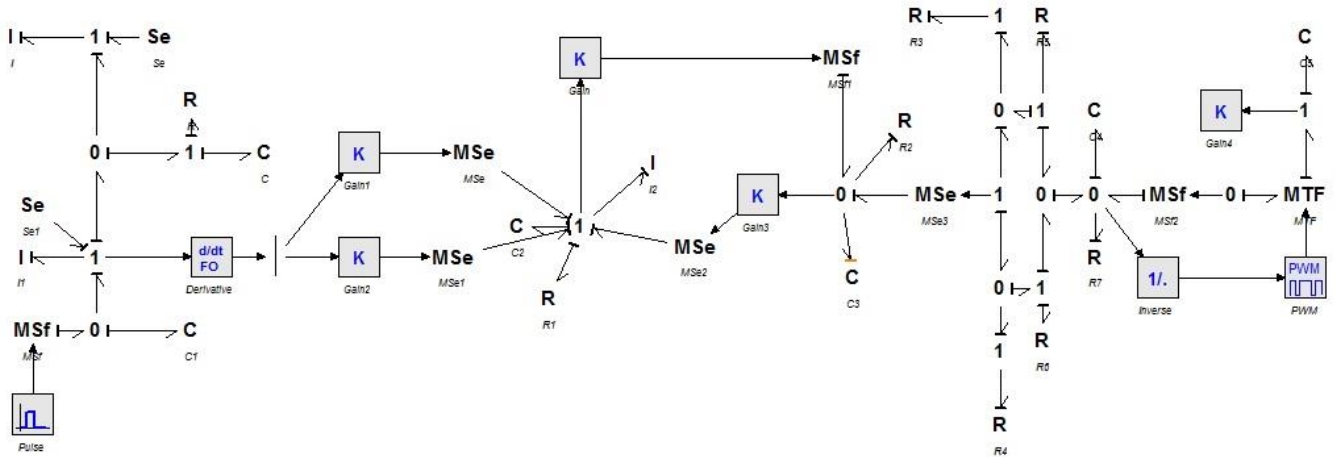 I
I
1
Se
Se
R
0
1
C
C
Se
Se1
I
I1
1
d/dt
FO
Derivative
MSf
MSf
0
C
C1
Pulse
K
Gain1
MSe
MSe
K
Gain2
MSe
MSe1
K
Gain
MSf
MSf1
C
C2
1
I
I2
R
R1
MSe
MSe2
K
Gain3
0
R
R2
C
C3
MSe
MSe3
R
R3
1
R
R5
0
1
1
0
0
C
C4
MSf
MSf2
0
MTF
MTF
K
Gain4
1
C
C5
0
1
R
R7
1/.
Inverse
PWM
PWM
1
R
R6
R
R4